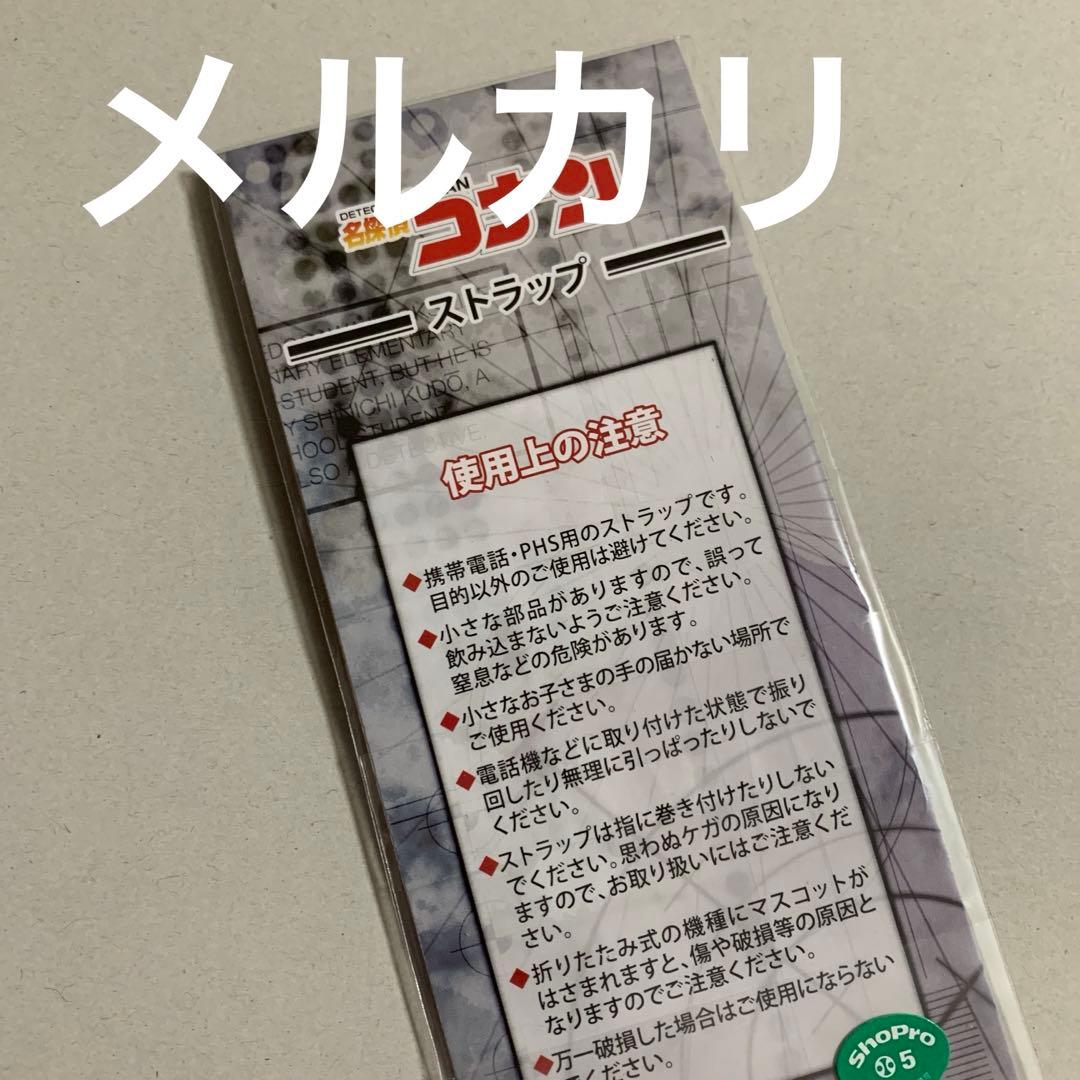 メルカリ
名探偵
コナン
ストラップ
NARY ELEMENTARY
STUDENT, BUT HE IS
Y SHINICHI KUDO, A
使用上の注意
◆携帯電話・PHS用のストラップです。
目的以外のご使用は避けてください。
◆小さな部品がありますので、誤って
飲み込まないようご注意ください。
窒息などの危険があります。
◆小さなお子さまの手の届かない場所で
ご使用ください。
◆電話機などに取り付けた状態で振り
回したり無理に引っぱったりしないで
ください。
◆ストラップは指に巻き付けたりしない
でください。思わぬケガの原因になり
ますので、お取り扱いにはご注意くだ
さい。
◆折りたたみ式の機種にマスコットが
はさまれますと、傷や破損等の原因と
なりますのでご注意ください。
◆万一破損した場合はご使用にならない
でください。
ShoPro
5